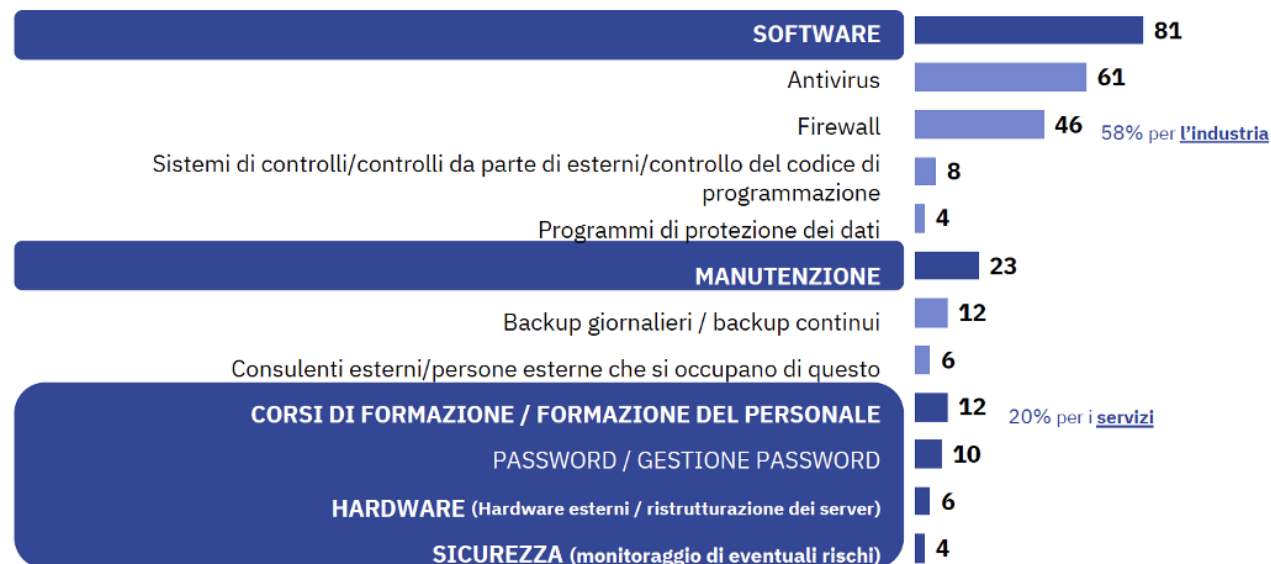 SOFTWARE 81
Antivirus 61
Firewall 46 58% per l'industria
Sistemi di controlli/controlli da parte di esterni/controllo del codice di
programmazione 8
Programmi di protezione dei dati 4
MANUTENZIONE 23
Backup giornalieri / backup continui 12
Consulenti esterni/persone esterne che si occupano di questo 6
CORSI DI FORMAZIONE / FORMAZIONE DEL PERSONALE 12 20% per i servizi
PASSWORD / GESTIONE PASSWORD 10
HARDWARE (Hardware esterni / ristrutturazione dei server) 6
SICUREZZA (monitoraggio di eventuali rischi) 4